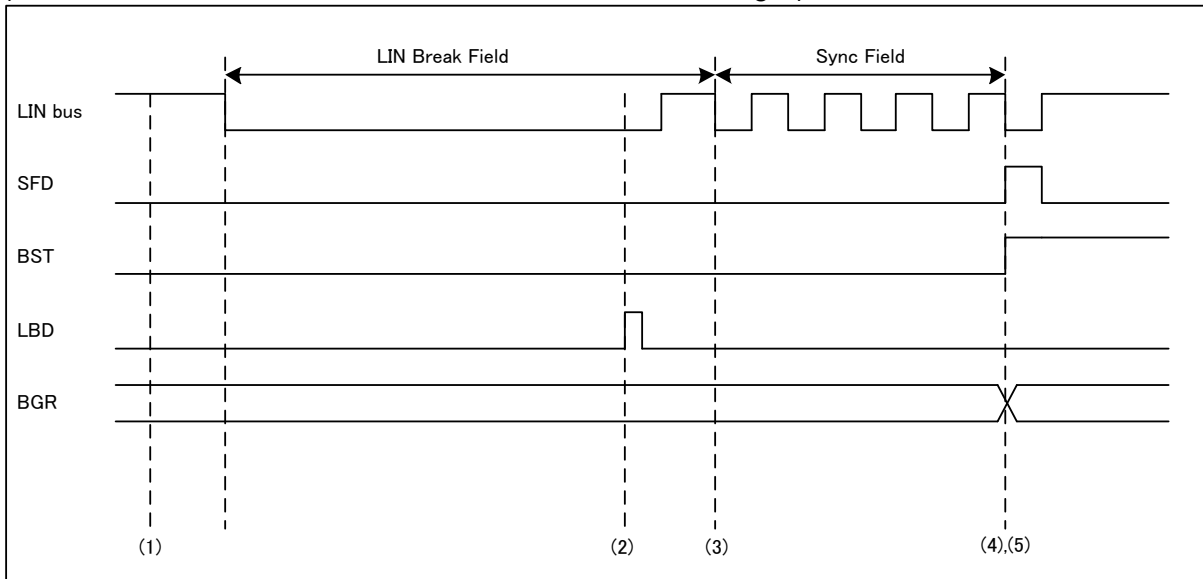 LIN Break Field
Sync Field
LIN bus
SFD
BST
LBD
BGR
(1)
(2)
(3)
(4),(5)